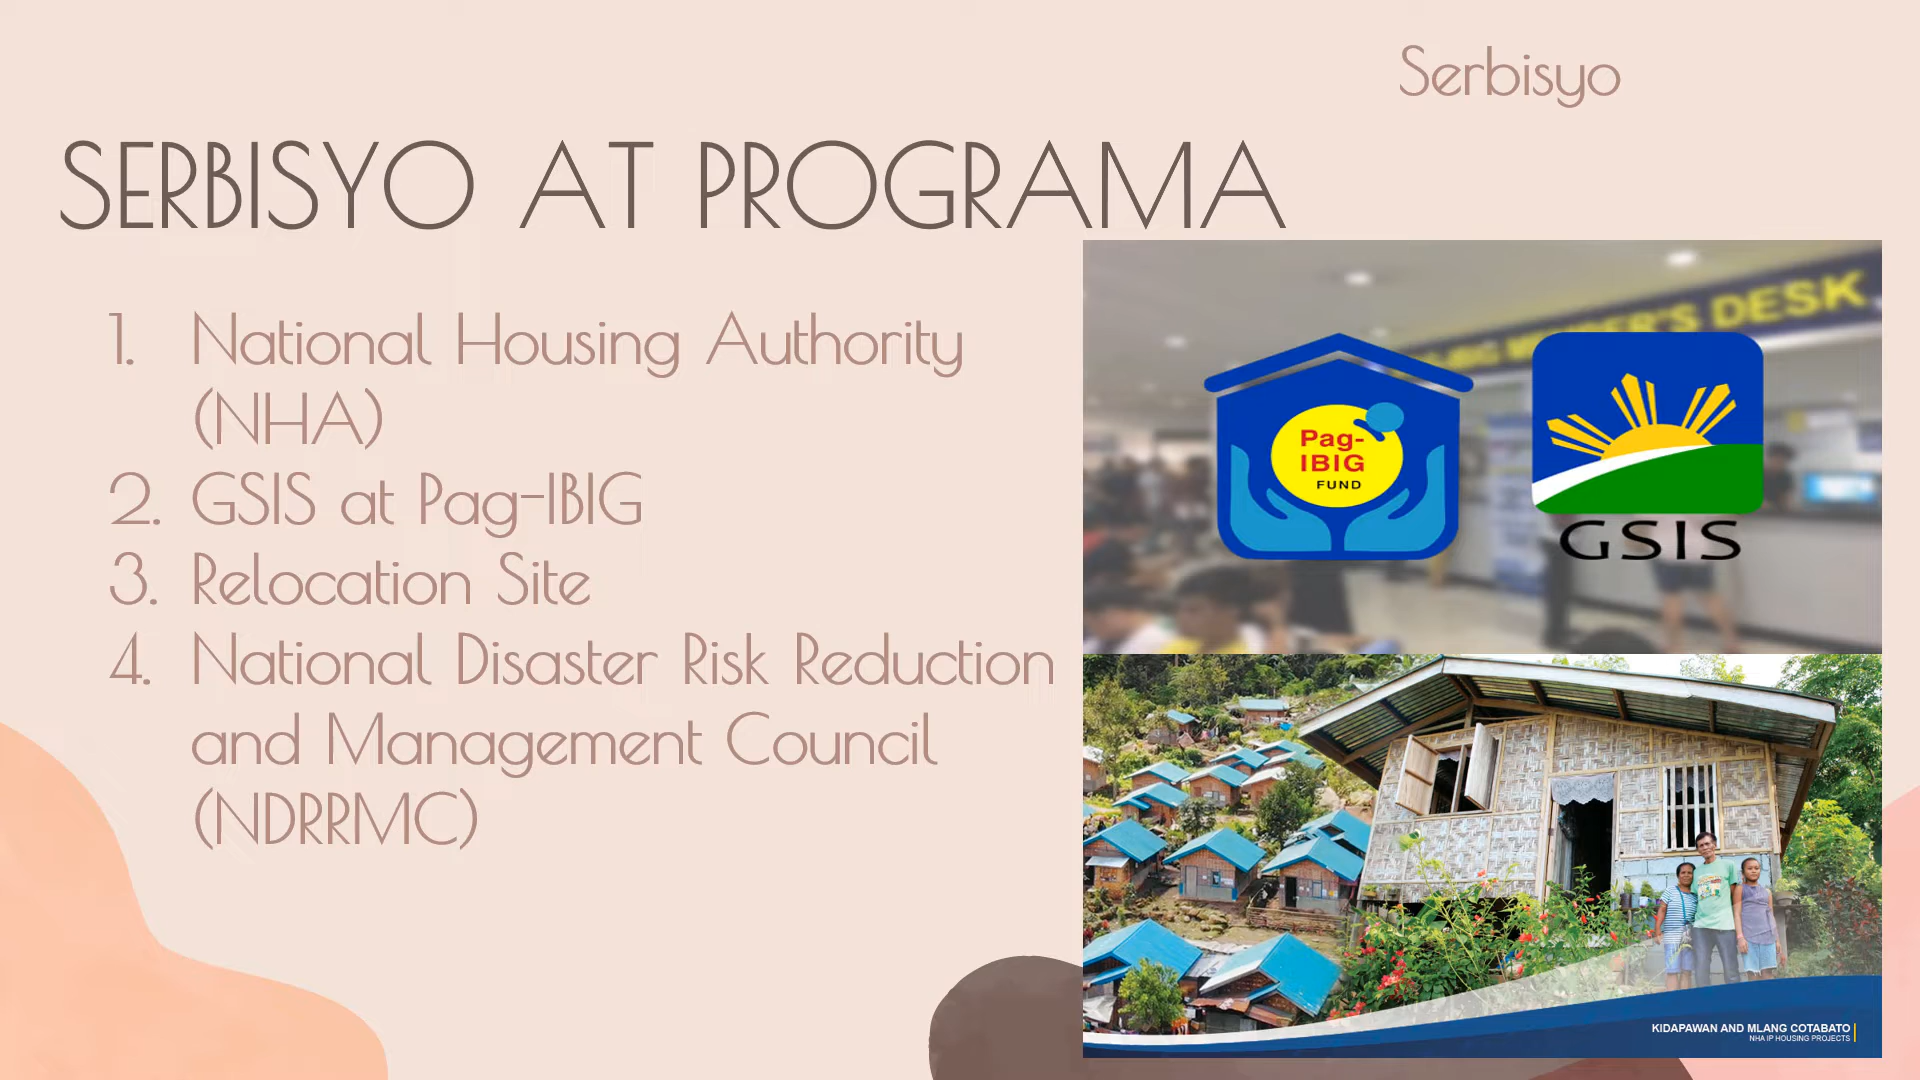 Serbisyo
SERBISYO AT PROGRAMA
1. National Housing Authority
(NHA)
2. GSIS at Pag-IBIG
3. Relocation Site
4. National Disaster Risk Reduction
and Management Council
(NDRRMC)
DESK
Pag-
IBIG
FUND
GSIS
KIDAPAWAN AND MLANG COTABATO
NHA IP HOUSING PROJECTS